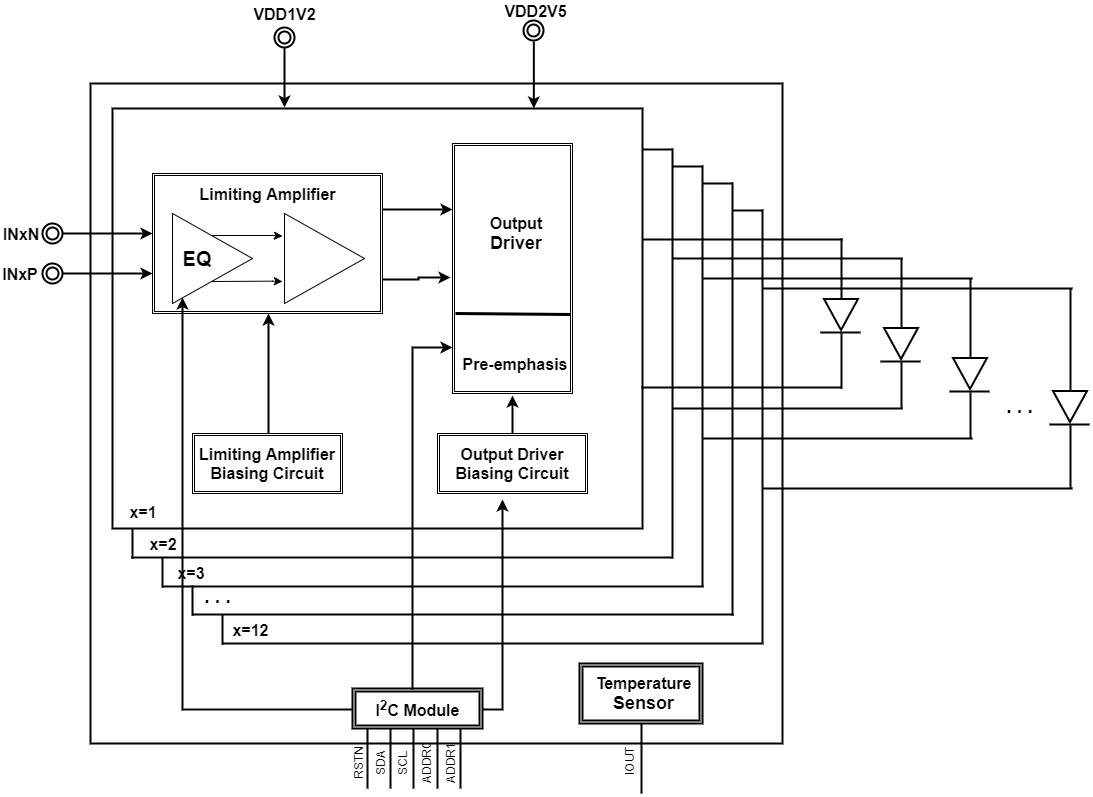 VDD1V2
VDD2V5
Limiting Amplifier
INxN
EQ
INxP
Output
Driver
Pre-emphasis
Limiting Amplifier
Biasing Circuit
Output Driver
Biasing Circuit
. . .
x=1
x=2
x=3
. . .
x=12
Temperature
Sensor
I²C Module
RSTN
SDA
SCL
ADDR0
ADDR1
IOUT